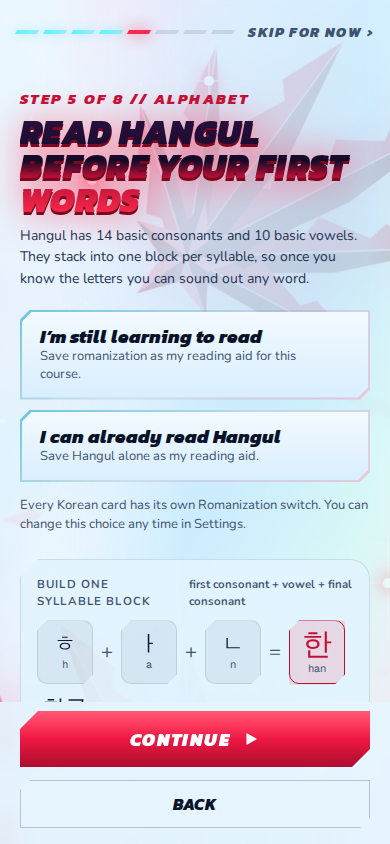 SKIP FOR NOW >
STEP 5 OF 8 // ALPHABET
READ HANGUL
BEFORE YOUR FIRST
WORDS
Hangul has 14 basic consonants and 10 basic vowels.
They stack into one block per syllable, so once you
know the letters you can sound out any word.
I'm still learning to read
Save romanization as my reading aid for this
course.
I can already read Hangul
Save Hangul alone as my reading aid.
Every Korean card has its own Romanization switch. You can
change this choice any time in Settings.
BUILD ONE
SYLLABLE BLOCK
first consonant + vowel + final
consonant
ㅎ + ㅏ + ㄴ = 한
h a n han
CONTINUE ▶
BACK